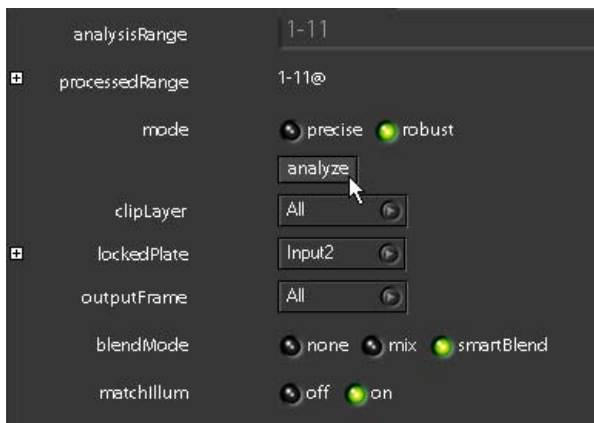 analysisRange 1-11
processedRange 1-11@
mode precise robust
analyze
clipLayer All
lockedPlate Input2
outputFrame All
blendMode none mix smartBlend
matchIllum off on